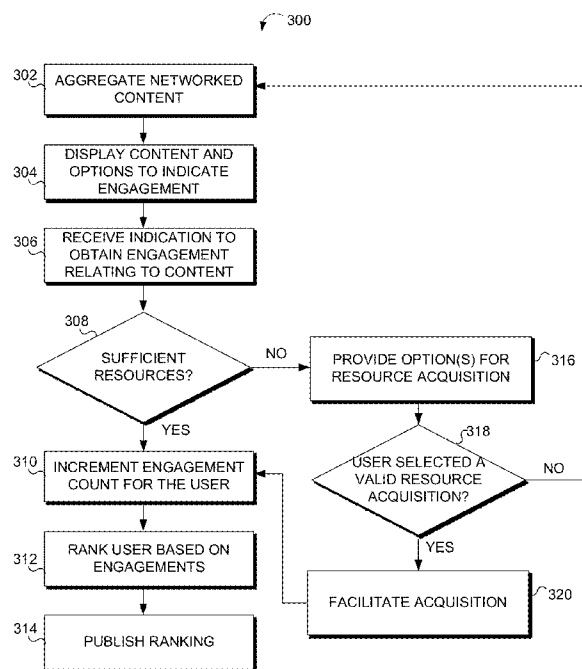 300
302
AGGREGATE NETWORKED
CONTENT
304
DISPLAY CONTENT AND
OPTIONS TO INDICATE
ENGAGEMENT
306
RECEIVE INDICATION TO
OBTAIN ENGAGEMENT
RELATING TO CONTENT
308
SUFFICIENT
RESOURCES?
NO
YES
PROVIDE OPTION(S) FOR
RESOURCE ACQUISITION
316
318
USER SELECTED A
VALID RESOURCE
ACQUISITION?
NO
YES
310
INCREMENT ENGAGEMENT
COUNT FOR THE USER
312
RANK USER BASED ON
ENGAGEMENTS
FACILITATE ACQUISITION
320
314
PUBLISH RANKING